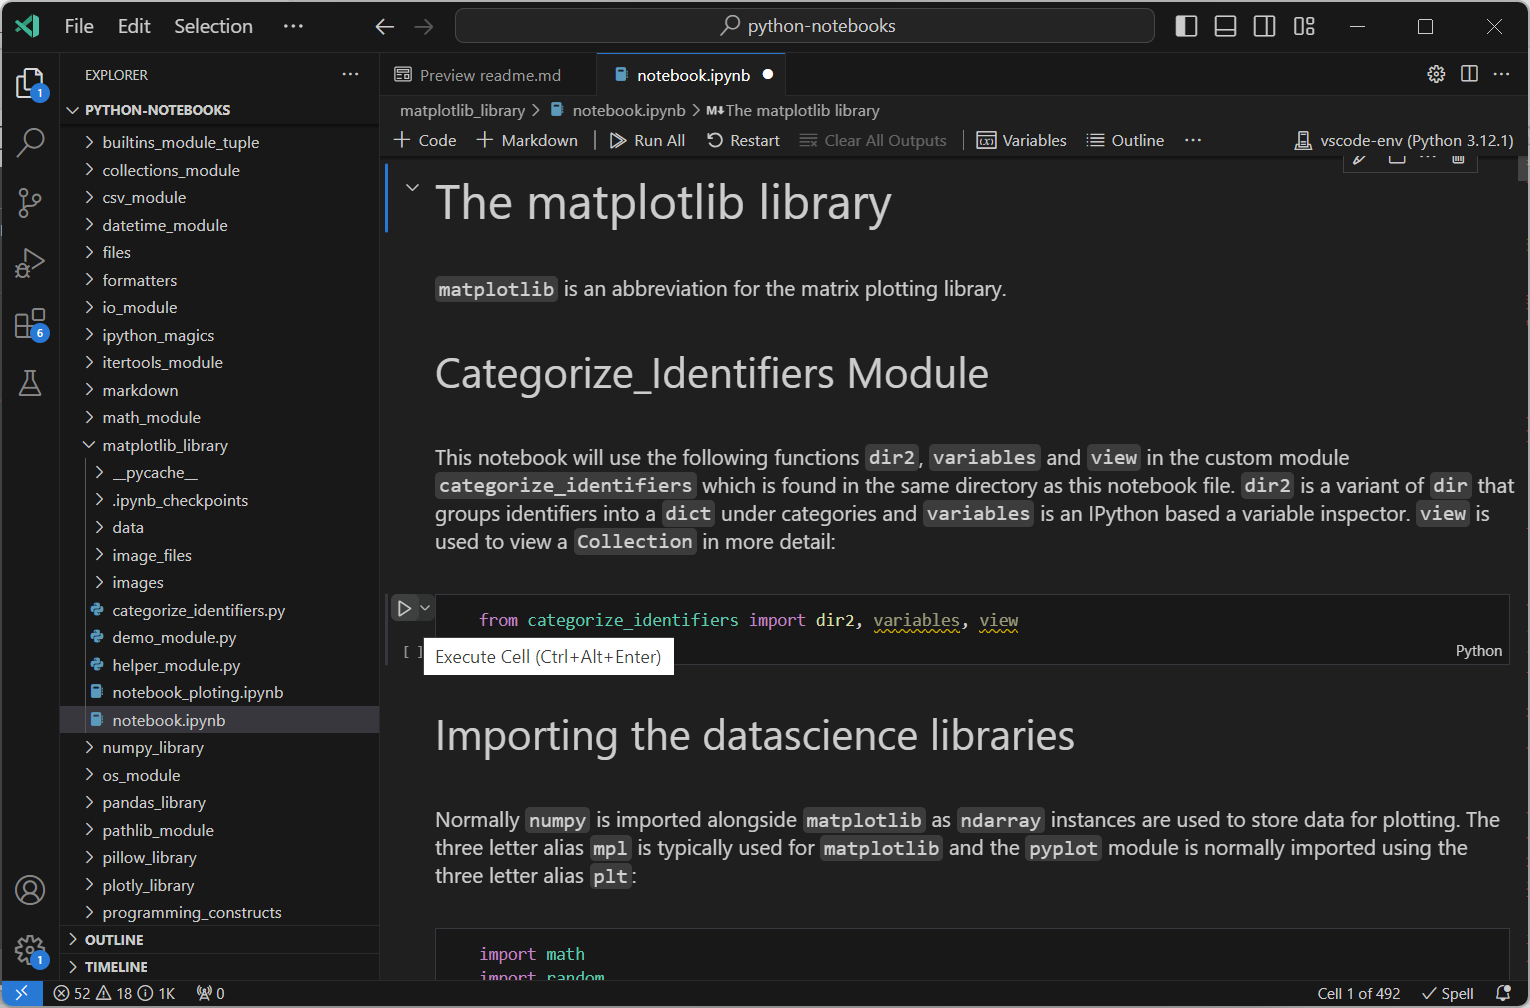 File Edit Selection ···
python-notebooks
EXPLORER ···
PYTHON-NOTEBOOKS
builtins_module_tuple
collections_module
csv_module
datetime_module
files
formatters
io_module
ipython_magics
itertools_module
markdown
math_module
matplotlib_library
__pycache__
.ipynb_checkpoints
data
image_files
images
categorize_identifiers.py
demo_module.py
helper_module.py
notebook_ploting.ipynb
notebook.ipynb
numpy_library
os_module
pandas_library
pathlib_module
pillow_library
plotly_library
programming_constructs
OUTLINE
TIMELINE
1
6
1
Preview readme.md
notebook.ipynb
matplotlib_library > notebook.ipynb > M↓The matplotlib library
+ Code + Markdown Run All Restart Clear All Outputs Variables Outline ··· vscode-env (Python 3.12.1)
The matplotlib library
matplotlib is an abbreviation for the matrix plotting library.
Categorize_Identifiers Module
This notebook will use the following functions dir2, variables and view in the custom module
categorize_identifiers which is found in the same directory as this notebook file. dir2 is a variant of dir that
groups identifiers into a dict under categories and variables is an IPython based a variable inspector. view is
used to view a Collection in more detail:
from categorize_identifiers import dir2, variables, view
[ ]
Execute Cell (Ctrl+Alt+Enter)
Python
Importing the datascience libraries
Normally numpy is imported alongside matplotlib as ndarray instances are used to store data for plotting. The
three letter alias mpl is typically used for matplotlib and the pyplot module is normally imported using the
three letter alias plt:
import math
import random
52 18 1K 0
Cell 1 of 492 Spell